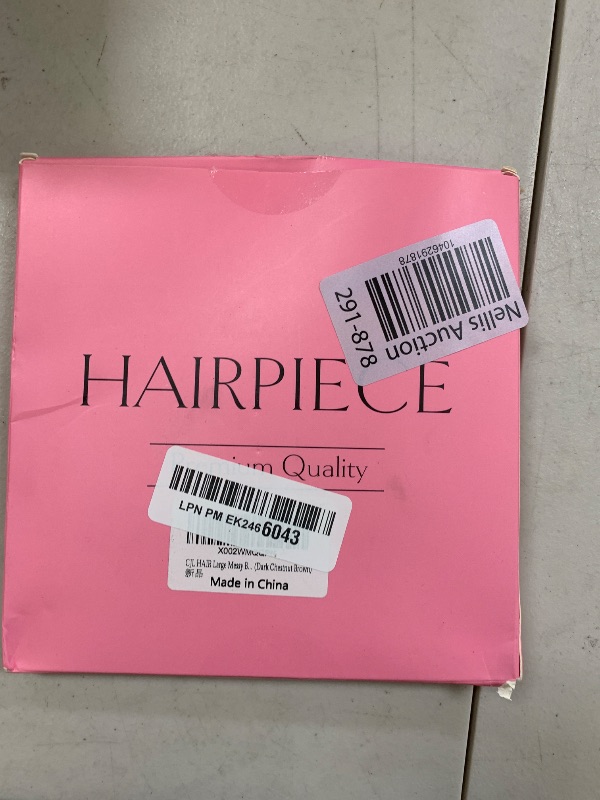 1046291878
291-878
Nellis Auction
HAIRPIECE
Premium Quality
LPN PM EK2466043
CJL HAIR Large Messy B... (Dark Chestnut Brown)
新品
Made in China